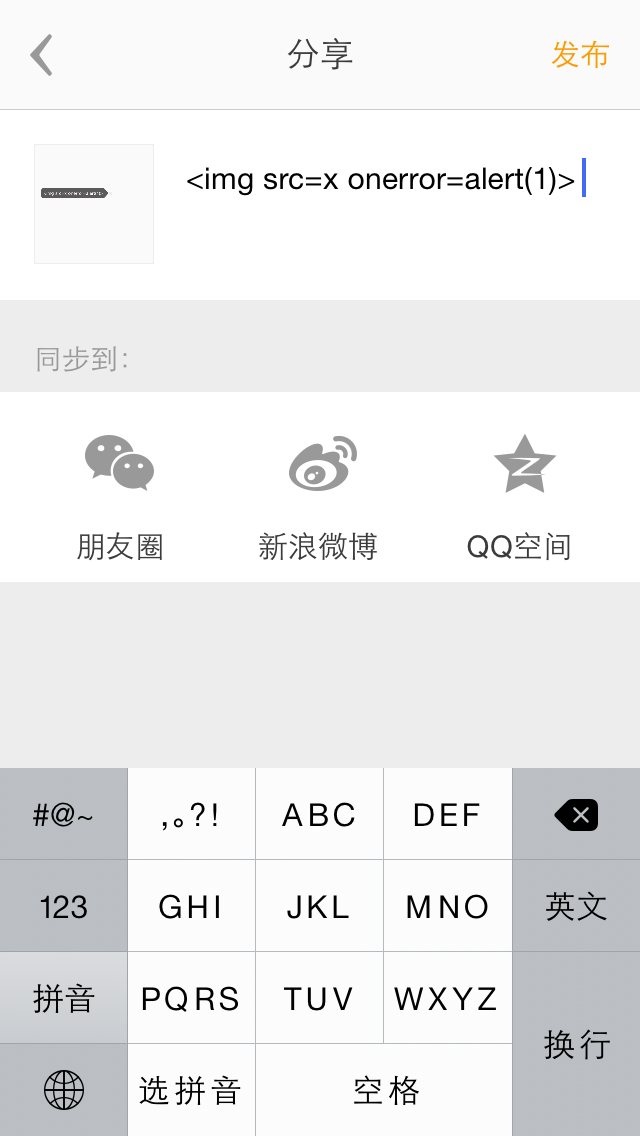 分享
发布
<img src=x onerror=alert(1)>
同步到:
朋友圈
新浪微博
QQ空间
#@~
,。?!
ABC
DEF
123
GHI
JKL
MNO
英文
拼音
PQRS
TUV
WXYZ
换行
选拼音
空格